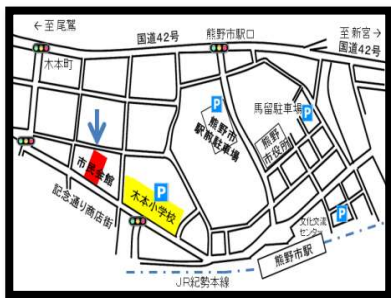 ←至尾鷲
国道42号
熊野市駅口
至新宮→
国道42号
木本町
P
馬留駐車場
P
熊野市
駅前駐車場
熊野
市役所
市民会館
P
木本小学校
記念通り商店街
文化交流
センター
P
熊野市駅
JR紀勢本線